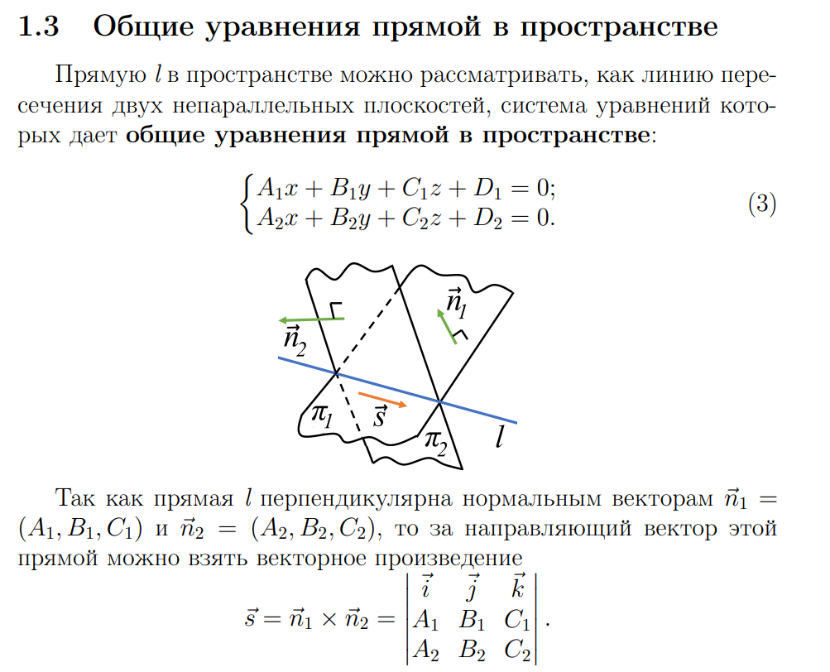 1.3 Общие уравнения прямой в пространстве
Прямую l в пространстве можно рассматривать, как линию пере-
сечения двух непараллельных плоскостей, система уравнений кото-
рых дает общие уравнения прямой в пространстве:
A₁x + B₁y + C₁z + D₁ = 0;
A₂x + B₂y + C₂z + D₂ = 0.
(3)
n⃗₁
n⃗₂
π₁
s⃗
π₂
l
Так как прямая l перпендикулярна нормальным векторам n⃗₁ =
(A₁, B₁, C₁) и n⃗₂ = (A₂, B₂, C₂), то за направляющий вектор этой
прямой можно взять векторное произведение
i⃗ j⃗ k⃗
s⃗ = n⃗₁ × n⃗₂ = | A₁ B₁ C₁ | .
A₂ B₂ C₂